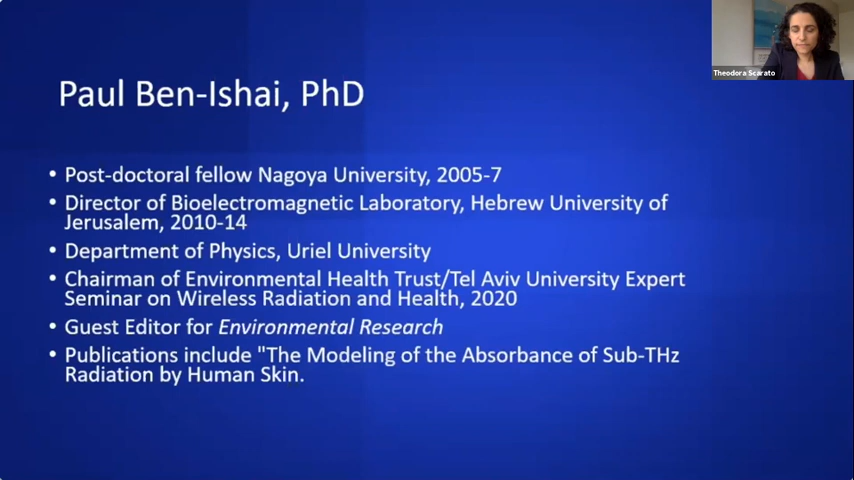 Theodora Scarato
Paul Ben-Ishai, PhD
• Post-doctoral fellow Nagoya University, 2005-7
• Director of Bioelectromagnetic Laboratory, Hebrew University of
Jerusalem, 2010-14
• Department of Physics, Uriel University
• Chairman of Environmental Health Trust/Tel Aviv University Expert
Seminar on Wireless Radiation and Health, 2020
• Guest Editor for Environmental Research
• Publications include "The Modeling of the Absorbance of Sub-THz
Radiation by Human Skin.